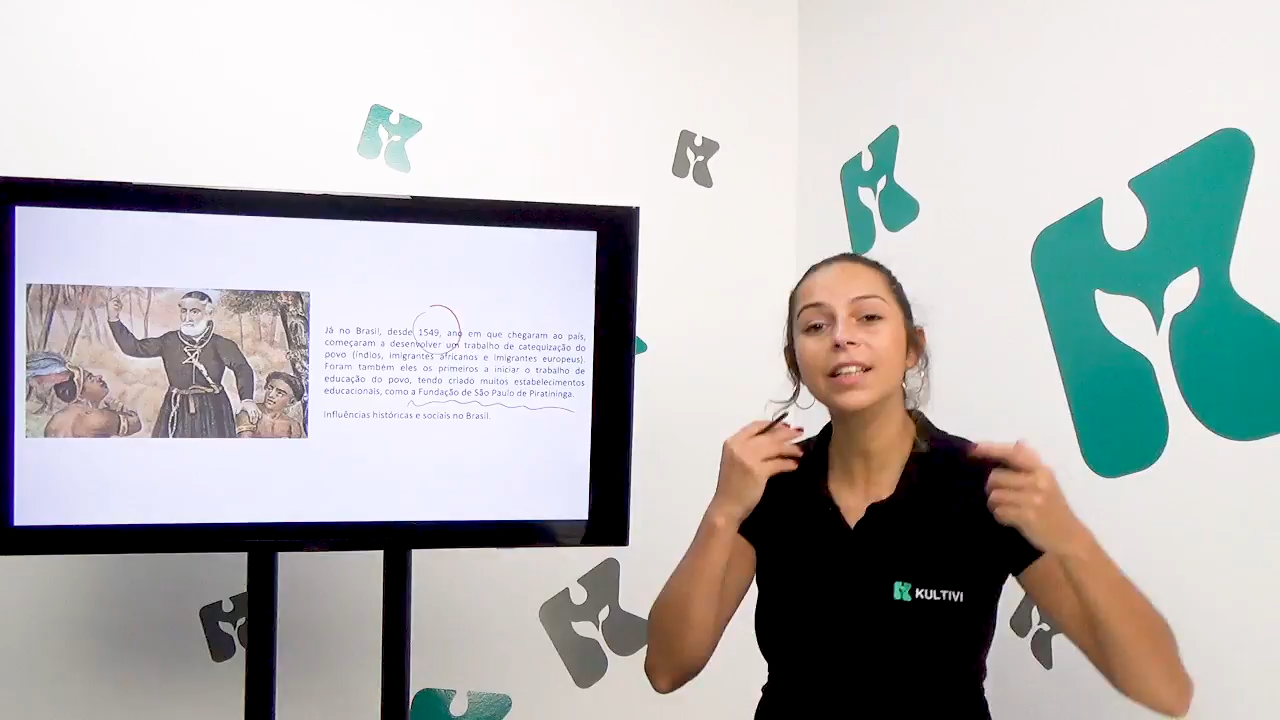 Já no Brasil, desde 1549, ano em que chegaram ao país,
começaram a desenvolver um trabalho de catequização do
povo (índios, imigrantes africanos e imigrantes europeus).
Foram também eles os primeiros a iniciar o trabalho de
educação do povo, tendo criado muitos estabelecimentos
educacionais, como a Fundação de São Paulo de Piratininga.
Influências históricas e sociais no Brasil.
KULTIVI